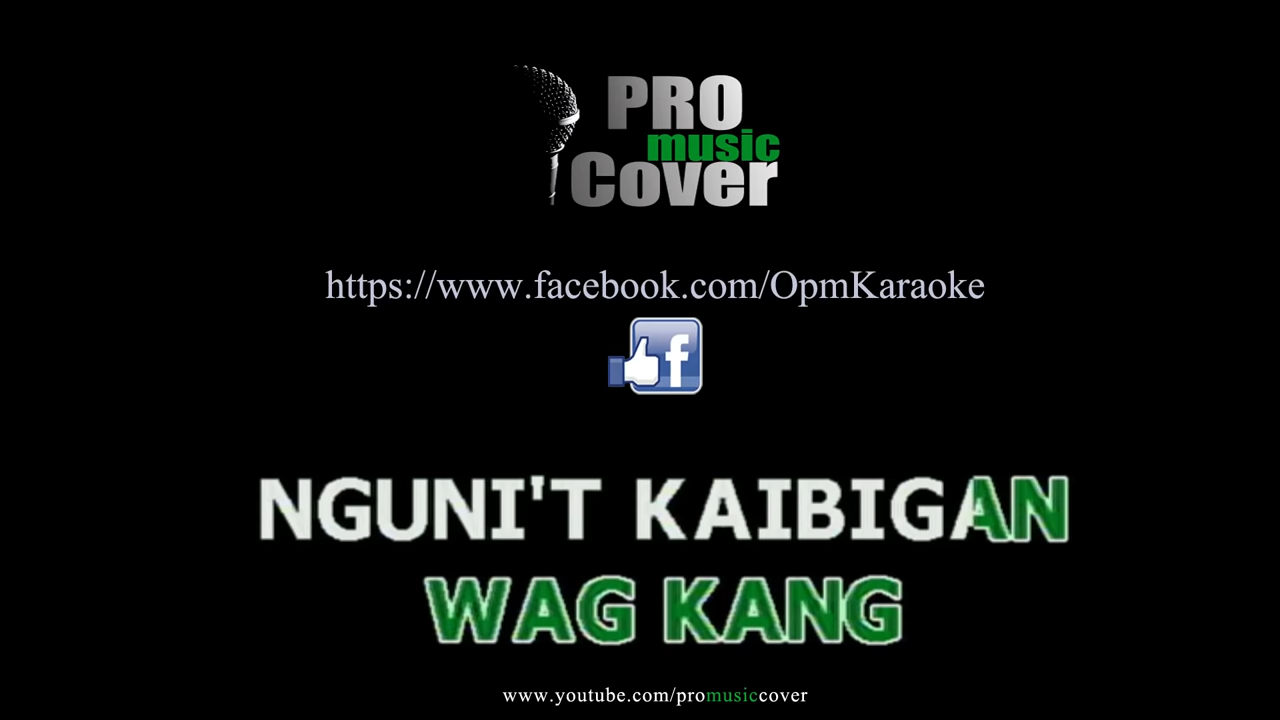 PRO
music
Cover
https://www.facebook.com/OpmKaraoke
f
NGUNI'T KAIBIGAN
WAG KANG
www.youtube.com/promusiccover